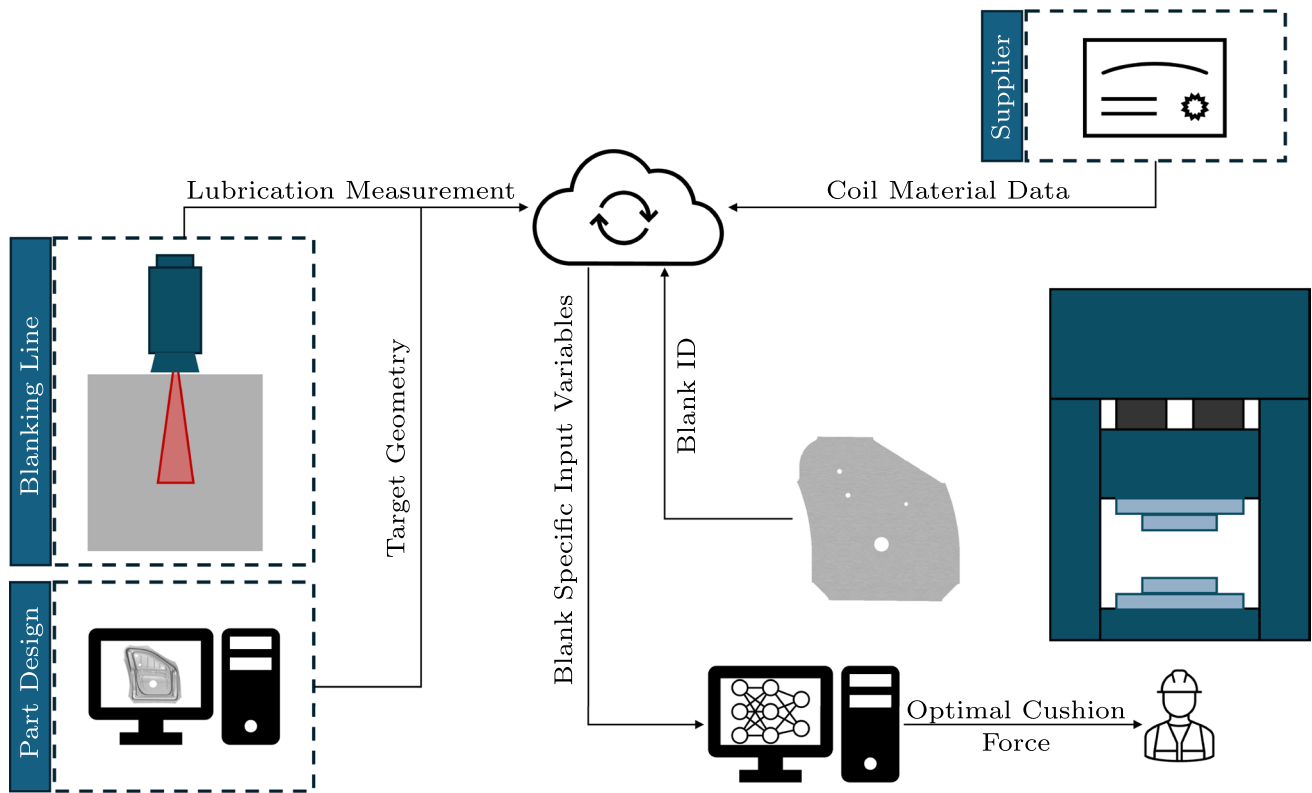 Supplier
Lubrication Measurement
Coil Material Data
Blanking Line
Target Geometry
Blank Specific Input Variables
Blank ID
Part Design
Optimal Cushion
Force